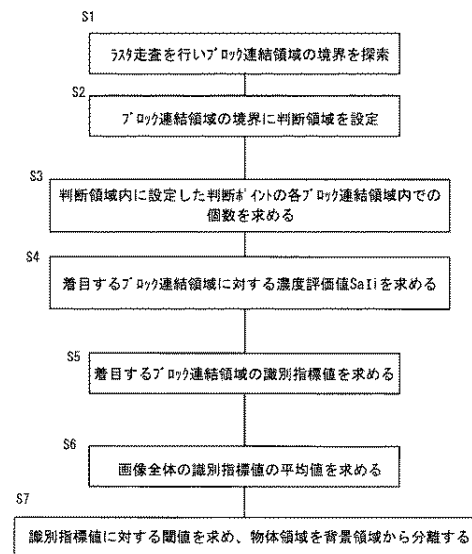 S1
ラスタ走査を行いブロック連結領域の境界を探索
S2
ブロック連結領域の境界に判断領域を設定
S3
判断領域内に設定した判断ポイントの各ブロック連結領域内での
個数を求める
S4
着目するブロック連結領域に対する濃度評価値SaIiを求める
S5
着目するブロック連結領域の識別指標値を求める
S6
画像全体の識別指標値の平均値を求める
S7
識別指標値に対する閾値を求め、物体領域を背景領域から分離する